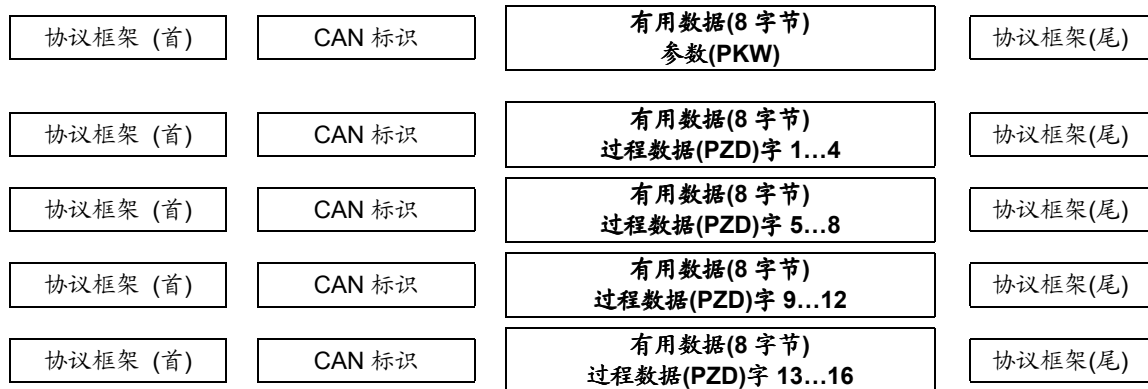 协议框架 (首) CAN 标识 有用数据(8 字节) 协议框架(尾)
参数(PKW)
协议框架 (首) CAN 标识 有用数据(8 字节) 协议框架(尾)
过程数据(PZD)字 1…4
协议框架 (首) CAN 标识 有用数据(8 字节) 协议框架(尾)
过程数据(PZD)字 5…8
协议框架 (首) CAN 标识 有用数据(8 字节) 协议框架(尾)
过程数据(PZD)字 9…12
协议框架 (首) CAN 标识 有用数据(8 字节) 协议框架(尾)
过程数据(PZD)字 13…16